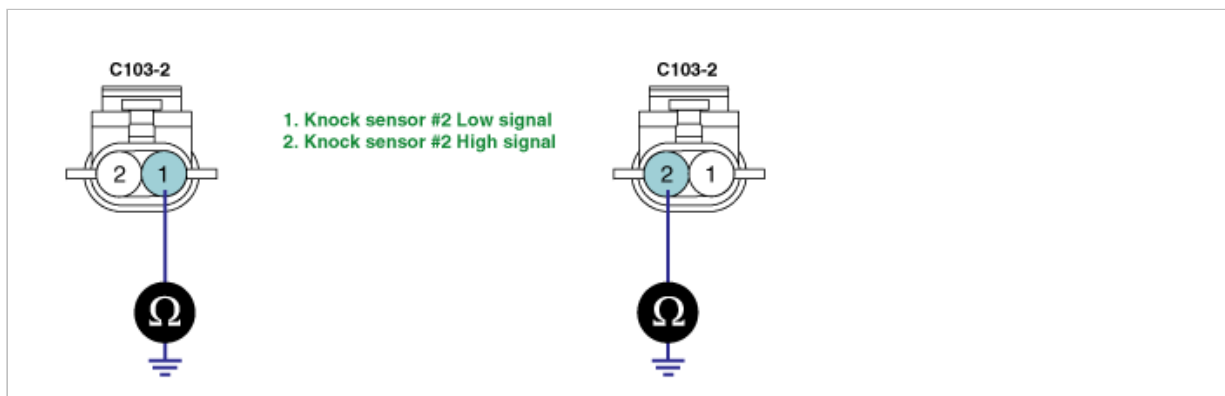 C103-2
C103-2
1. Knock sensor #2 Low signal
2. Knock sensor #2 High signal
2 1
2 1
Ω
Ω